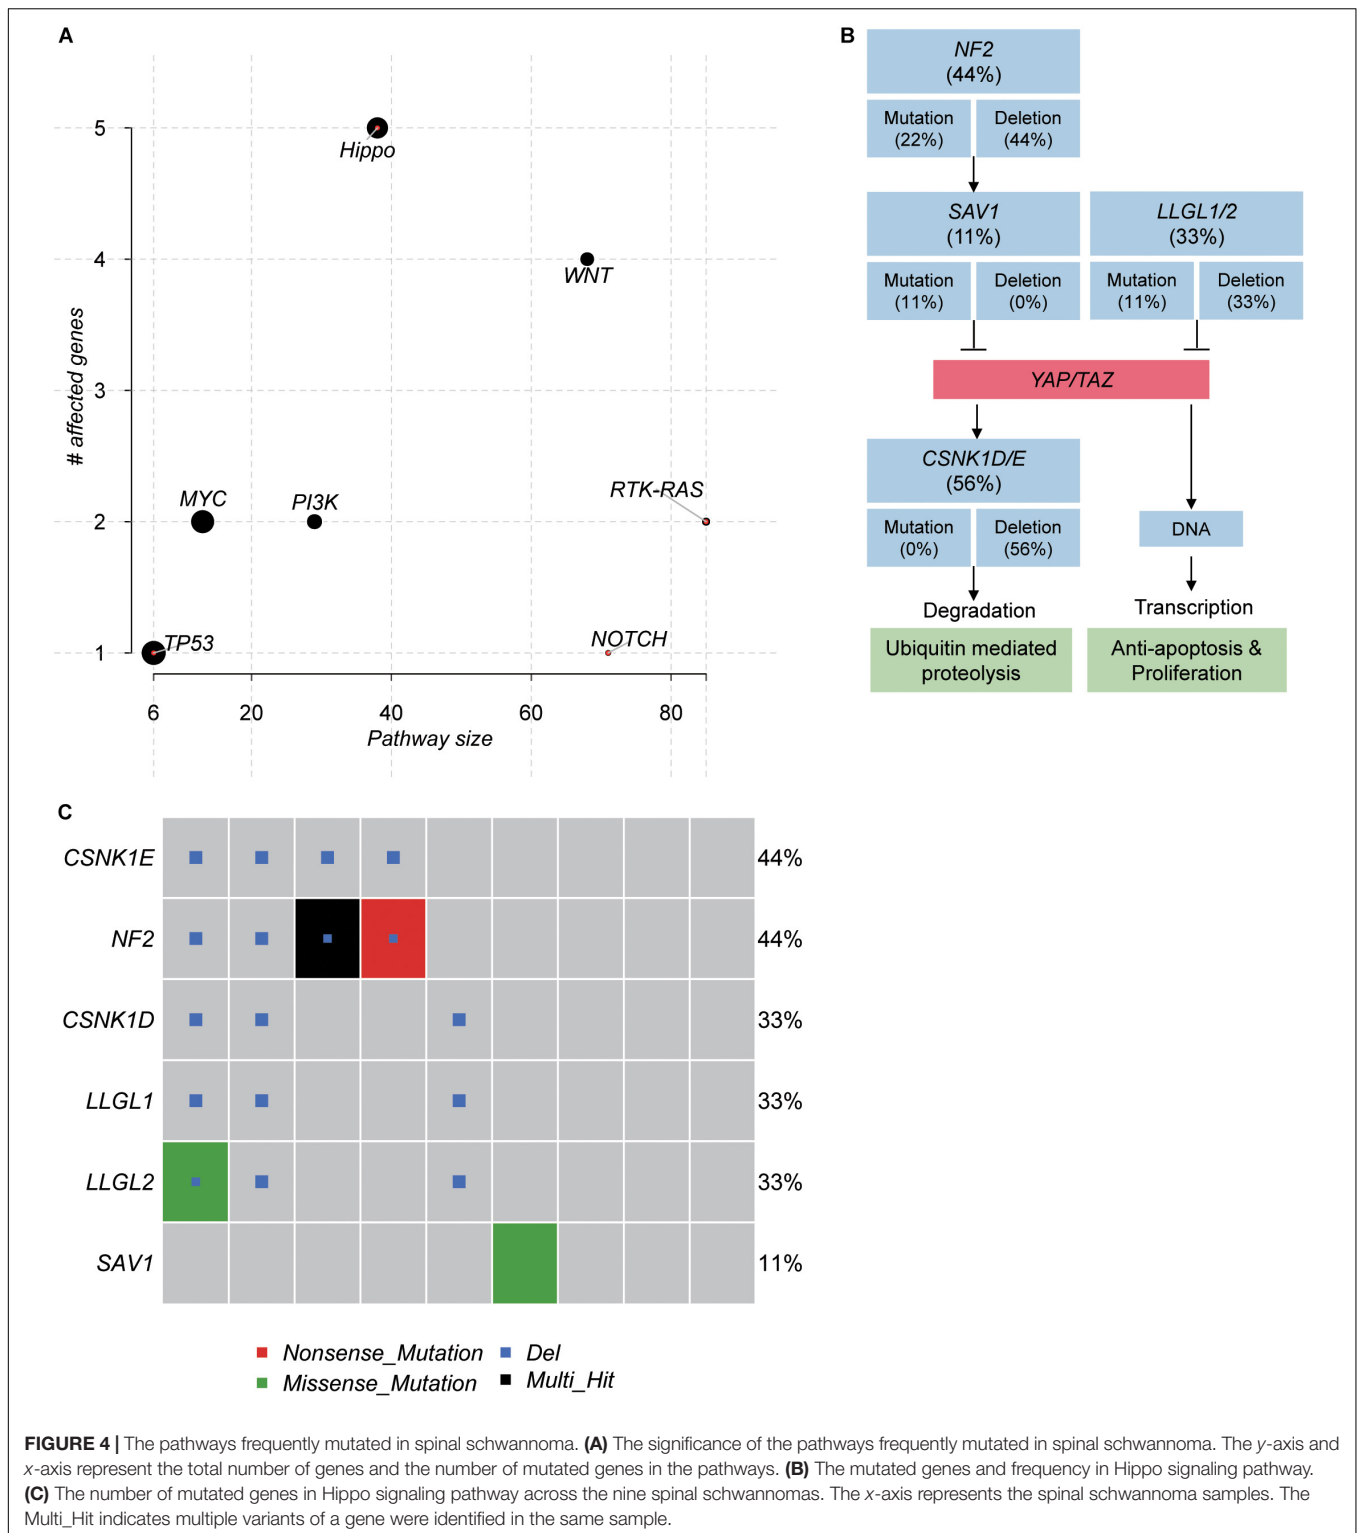 A
# affected genes
5
4
3
2
1
Hippo
WNT
MYC
PI3K
RTK-RAS
TP53
NOTCH
6 20 40 60 80
Pathway size
B
NF2
(44%)
Mutation
(22%)
Deletion
(44%)
SAV1
(11%)
LLGL1/2
(33%)
Mutation
(11%)
Deletion
(0%)
Mutation
(11%)
Deletion
(33%)
YAP/TAZ
CSNK1D/E
(56%)
Mutation
(0%)
Deletion
(56%)
DNA
Degradation
Transcription
Ubiquitin mediated
proteolysis
Anti-apoptosis &
Proliferation
C
CSNK1E 44%
NF2 44%
CSNK1D 33%
LLGL1 33%
LLGL2 33%
SAV1 11%
Nonsense_Mutation Del
Missense_Mutation Multi_Hit
FIGURE 4 | The pathways frequently mutated in spinal schwannoma. (A) The significance of the pathways frequently mutated in spinal schwannoma. The y-axis and
x-axis represent the total number of genes and the number of mutated genes in the pathways. (B) The mutated genes and frequency in Hippo signaling pathway.
(C) The number of mutated genes in Hippo signaling pathway across the nine spinal schwannomas. The x-axis represents the spinal schwannoma samples. The
Multi_Hit indicates multiple variants of a gene were identified in the same sample.